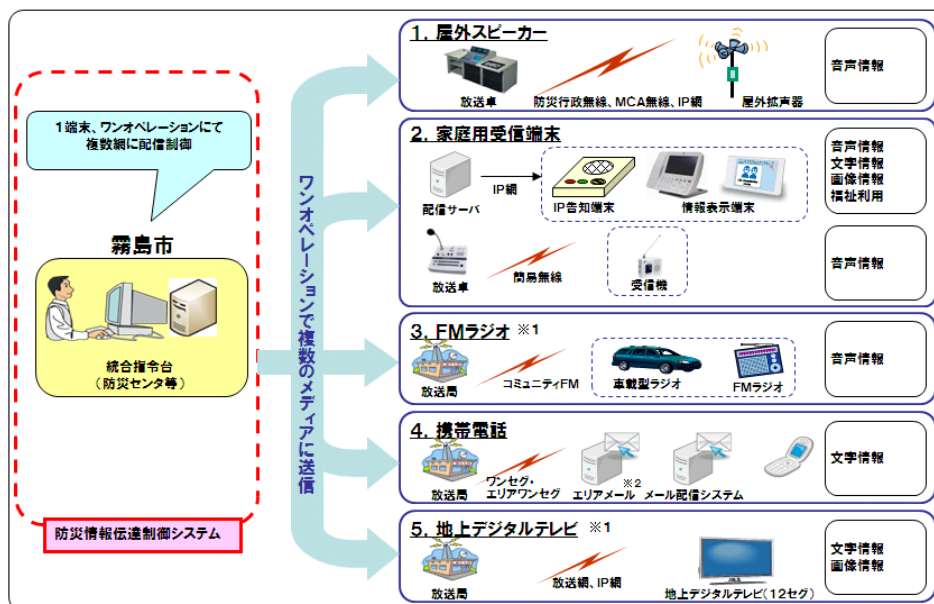 1端末、ワンオペレーションにて
複数網に配信制御
霧島市
統合指令台
(防災センタ等)
防災情報伝達制御システム
ワンオペレーションで複数のメディアに送信
1. 屋外スピーカー
放送卓
防災行政無線、MCA無線、IP網
屋外拡声器
音声情報
2. 家庭用受信端末
配信サーバ
IP網
IP告知端末
情報表示端末
音声情報
文字情報
画像情報
福祉利用
放送卓
簡易無線
受信機
音声情報
3. FMラジオ ※1
放送局
コミュニティFM
車載型ラジオ
FMラジオ
音声情報
4. 携帯電話
放送局
ワンセグ・
エリアワンセグ
※2
エリアメール
メール配信システム
文字情報
5. 地上デジタルテレビ ※1
放送局
放送網、IP網
地上デジタルテレビ(12セグ)
文字情報
画像情報